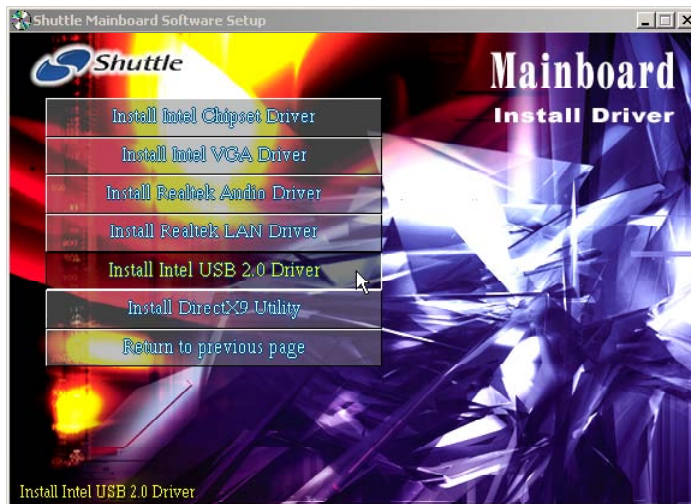 Shuttle Mainboard Software Setup
Shuttle
Mainboard
Install Driver
Install Intel Chipset Driver
Install Intel VGA Driver
Install Realtek Audio Driver
Install Realtek LAN Driver
Install Intel USB 2.0 Driver
Install DirectX9 Utility
Return to previous page
Install Intel USB 2.0 Driver